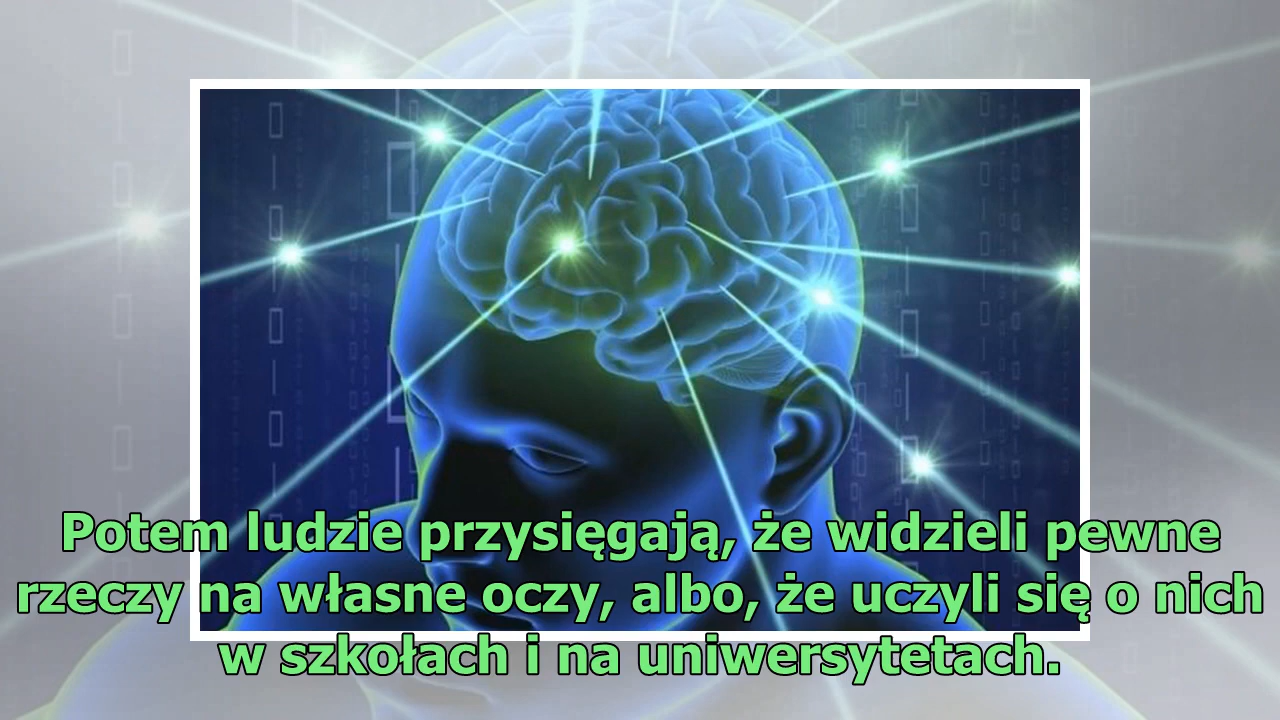 Potem ludzie przysięgają, że widzieli pewne
rzeczy na własne oczy, albo, że uczyli się o nich
w szkołach i na uniwersytetach.